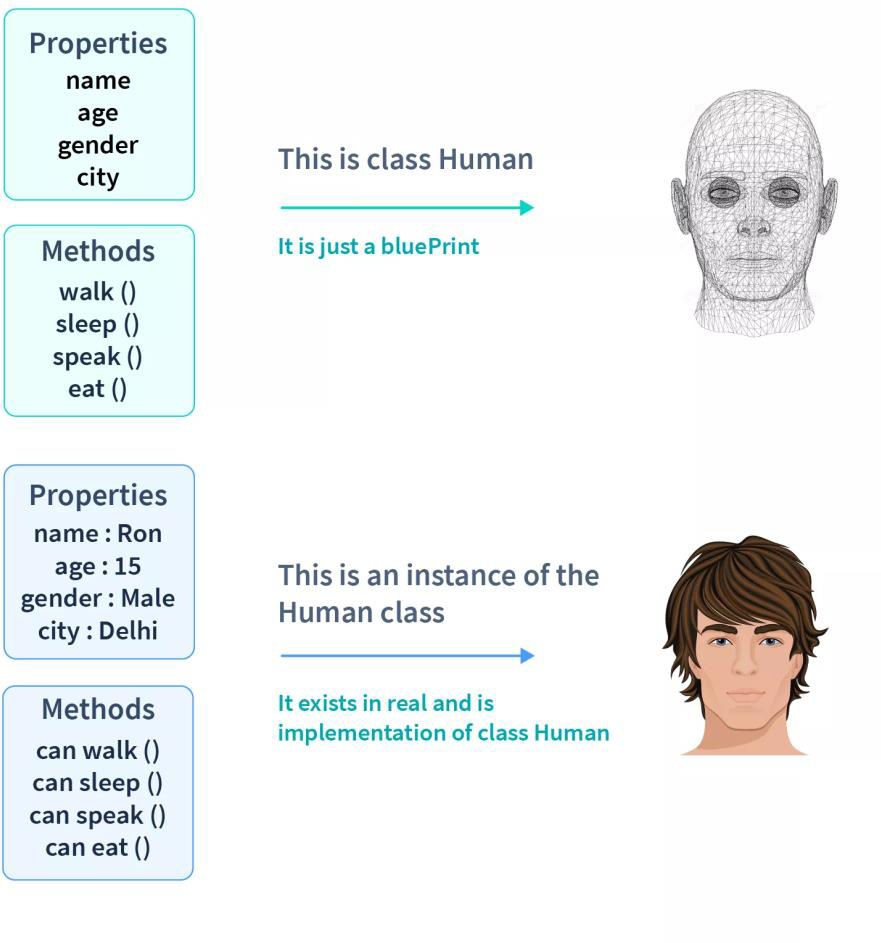 Properties
name
age
gender
city
This is class Human
It is just a bluePrint
Methods
walk ()
sleep ()
speak ()
eat ()
Properties
name : Ron
age : 15
gender : Male
city : Delhi
This is an instance of the
Human class
It exists in real and is
implementation of class Human
Methods
can walk ()
can sleep ()
can speak ()
can eat ()